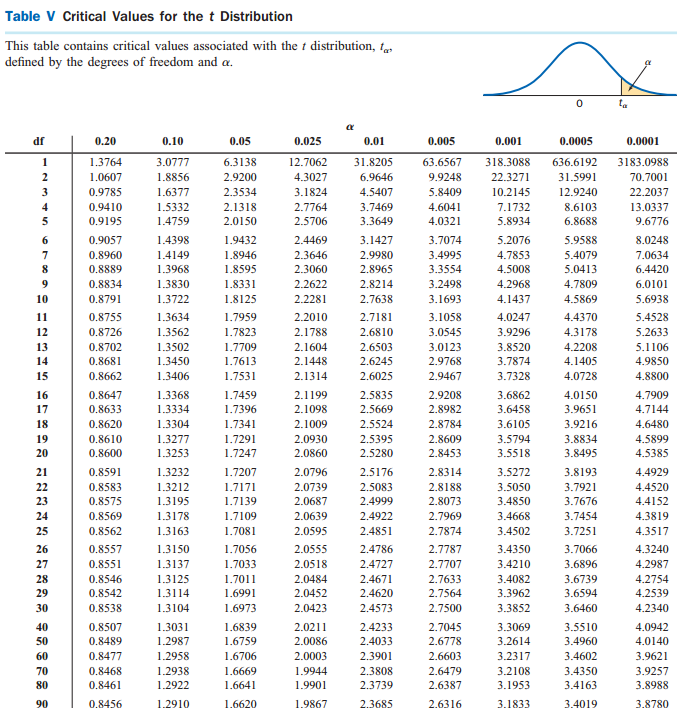 Table V Critical Values for the t Distribution
This table contains critical values associated with the t distribution, tα,
defined by the degrees of freedom and α.
α
0 tα
α
df 0.20 0.10 0.05 0.025 0.01 0.005 0.001 0.0005 0.0001
1 1.3764 3.0777 6.3138 12.7062 31.8205 63.6567 318.3088 636.6192 3183.0988
2 1.0607 1.8856 2.9200 4.3027 6.9646 9.9248 22.3271 31.5991 70.7001
3 0.9785 1.6377 2.3534 3.1824 4.5407 5.8409 10.2145 12.9240 22.2037
4 0.9410 1.5332 2.1318 2.7764 3.7469 4.6041 7.1732 8.6103 13.0337
5 0.9195 1.4759 2.0150 2.5706 3.3649 4.0321 5.8934 6.8688 9.6776
6 0.9057 1.4398 1.9432 2.4469 3.1427 3.7074 5.2076 5.9588 8.0248
7 0.8960 1.4149 1.8946 2.3646 2.9980 3.4995 4.7853 5.4079 7.0634
8 0.8889 1.3968 1.8595 2.3060 2.8965 3.3554 4.5008 5.0413 6.4420
9 0.8834 1.3830 1.8331 2.2622 2.8214 3.2498 4.2968 4.7809 6.0101
10 0.8791 1.3722 1.8125 2.2281 2.7638 3.1693 4.1437 4.5869 5.6938
11 0.8755 1.3634 1.7959 2.2010 2.7181 3.1058 4.0247 4.4370 5.4528
12 0.8726 1.3562 1.7823 2.1788 2.6810 3.0545 3.9296 4.3178 5.2633
13 0.8702 1.3502 1.7709 2.1604 2.6503 3.0123 3.8520 4.2208 5.1106
14 0.8681 1.3450 1.7613 2.1448 2.6245 2.9768 3.7874 4.1405 4.9850
15 0.8662 1.3406 1.7531 2.1314 2.6025 2.9467 3.7328 4.0728 4.8800
16 0.8647 1.3368 1.7459 2.1199 2.5835 2.9208 3.6862 4.0150 4.7909
17 0.8633 1.3334 1.7396 2.1098 2.5669 2.8982 3.6458 3.9651 4.7144
18 0.8620 1.3304 1.7341 2.1009 2.5524 2.8784 3.6105 3.9216 4.6480
19 0.8610 1.3277 1.7291 2.0930 2.5395 2.8609 3.5794 3.8834 4.5899
20 0.8600 1.3253 1.7247 2.0860 2.5280 2.8453 3.5518 3.8495 4.5385
21 0.8591 1.3232 1.7207 2.0796 2.5176 2.8314 3.5272 3.8193 4.4929
22 0.8583 1.3212 1.7171 2.0739 2.5083 2.8188 3.5050 3.7921 4.4520
23 0.8575 1.3195 1.7139 2.0687 2.4999 2.8073 3.4850 3.7676 4.4152
24 0.8569 1.3178 1.7109 2.0639 2.4922 2.7969 3.4668 3.7454 4.3819
25 0.8562 1.3163 1.7081 2.0595 2.4851 2.7874 3.4502 3.7251 4.3517
26 0.8557 1.3150 1.7056 2.0555 2.4786 2.7787 3.4350 3.7066 4.3240
27 0.8551 1.3137 1.7033 2.0518 2.4727 2.7707 3.4210 3.6896 4.2987
28 0.8546 1.3125 1.7011 2.0484 2.4671 2.7633 3.4082 3.6739 4.2754
29 0.8542 1.3114 1.6991 2.0452 2.4620 2.7564 3.3962 3.6594 4.2539
30 0.8538 1.3104 1.6973 2.0423 2.4573 2.7500 3.3852 3.6460 4.2340
40 0.8507 1.3031 1.6839 2.0211 2.4233 2.7045 3.3069 3.5510 4.0942
50 0.8489 1.2987 1.6759 2.0086 2.4033 2.6778 3.2614 3.4960 4.0140
60 0.8477 1.2958 1.6706 2.0003 2.3901 2.6603 3.2317 3.4602 3.9621
70 0.8468 1.2938 1.6669 1.9944 2.3808 2.6479 3.2108 3.4350 3.9257
80 0.8461 1.2922 1.6641 1.9901 2.3739 2.6387 3.1953 3.4163 3.8988
90 0.8456 1.2910 1.6620 1.9867 2.3685 2.6316 3.1833 3.4019 3.8780